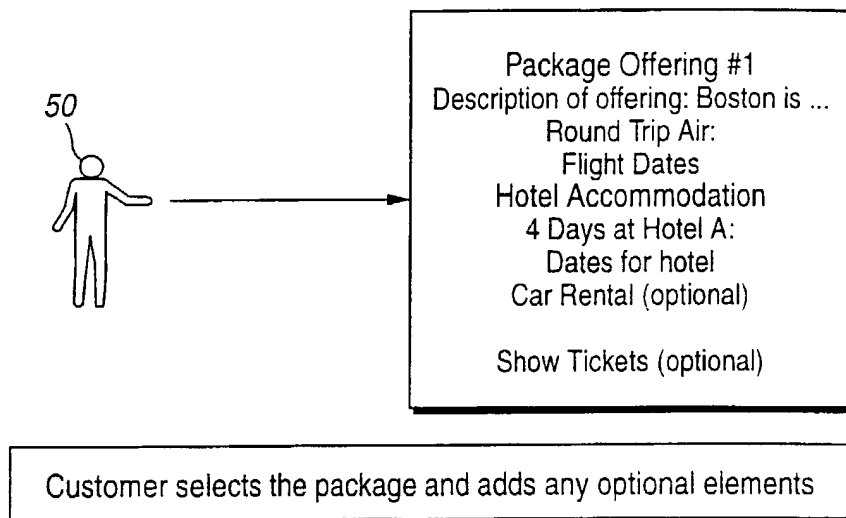 50
Package Offering #1
Description of offering: Boston is ...
Round Trip Air:
Flight Dates
Hotel Accommodation
4 Days at Hotel A:
Dates for hotel
Car Rental (optional)
Show Tickets (optional)
Customer selects the package and adds any optional elements